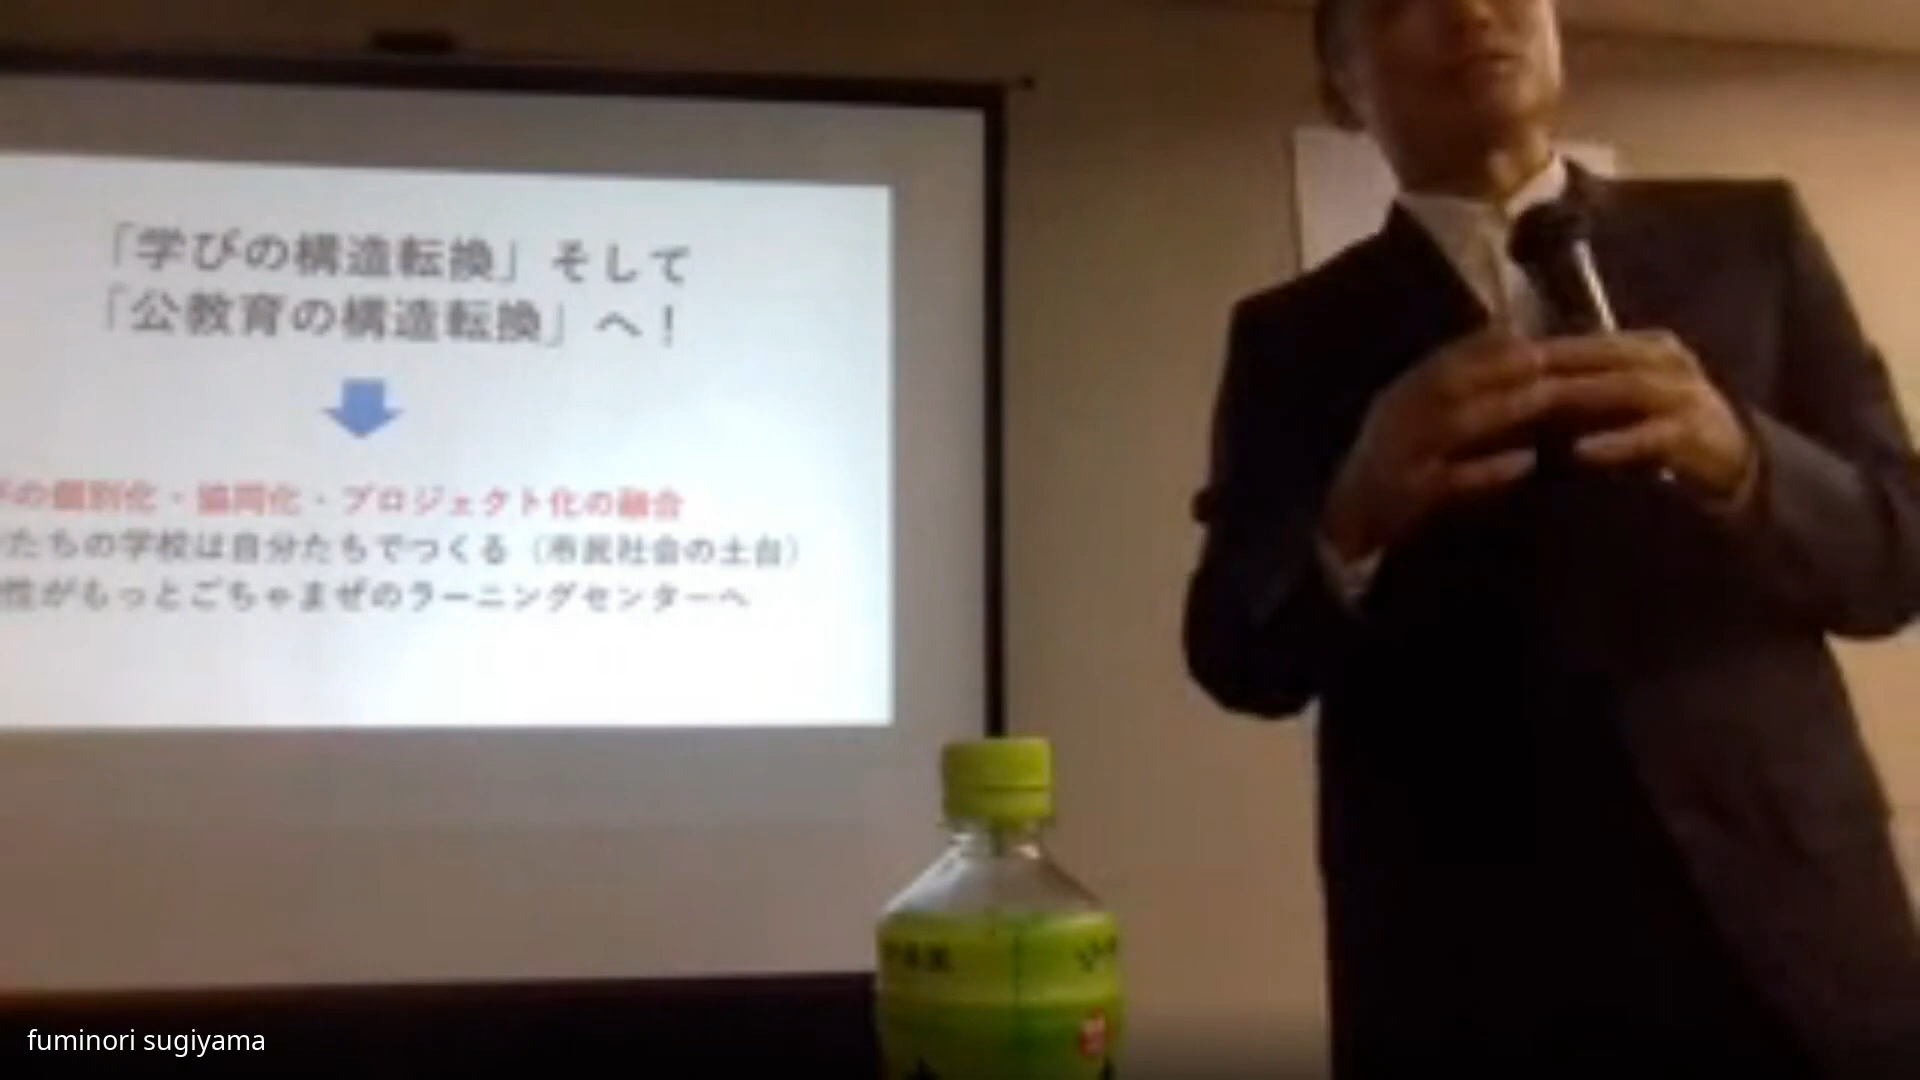 「学びの構造転換」そして
「公教育の構造転換」へ！
の個別化・協同化・プロジェクト化の融合
たちの学校は自分たちでつくる（市民社会の土台）
性がもっとごちゃまぜのラーニングセンターへ
fuminori sugiyama